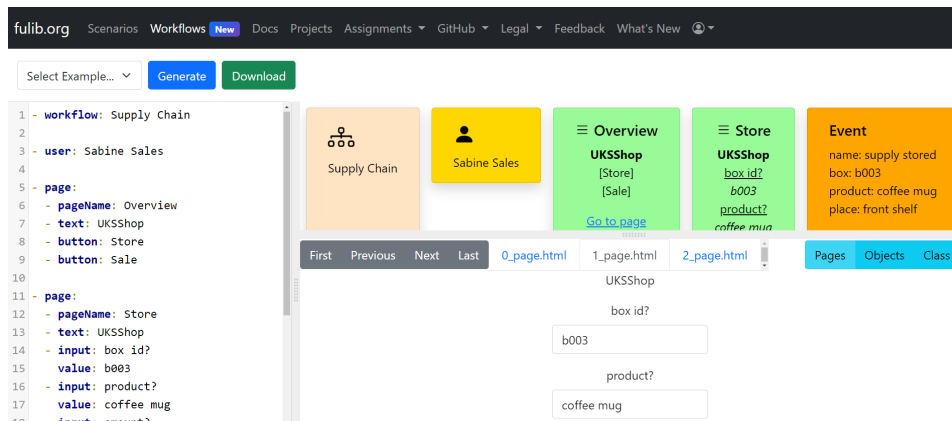 fulib.org Scenarios Workflows New Docs Projects Assignments GitHub Legal Feedback What's New
Select Example... Generate Download
1 - workflow: Supply Chain
2
3 - user: Sabine Sales
4
5 - page:
6 - pageName: Overview
7 - text: UKSShop
8 - button: Store
9 - button: Sale
10
11 - page:
12 - pageName: Store
13 - text: UKSShop
14 - input: box id?
15 value: b003
16 - input: product?
17 value: coffee mug
Supply Chain
Sabine Sales
Overview
UKSShop
[Store]
[Sale]
Go to page
Store
UKSShop
box id?
b003
product?
coffee mug
Event
name: supply stored
box: b003
product: coffee mug
place: front shelf
First Previous Next Last 0_page.html 1_page.html 2_page.html Pages Objects Class
UKSShop
box id?
b003
product?
coffee mug